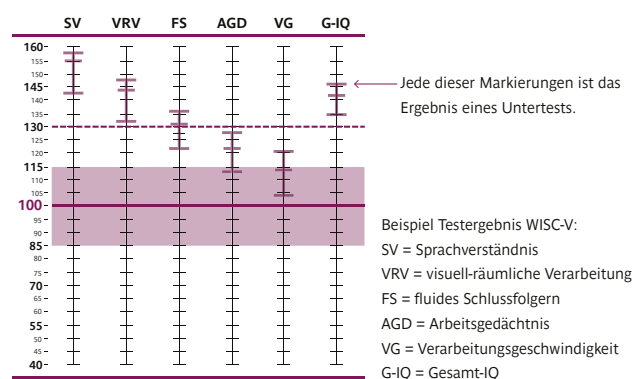 SV VRV FS AGD VG G-IQ
160
155
145
140
135
130
125
120
115
110
105
100
95
90
85
80
75
70
65
60
55
50
45
40
Jede dieser Markierungen ist das
Ergebnis eines Untertests.
Beispiel Testergebnis WISC-V:
SV = Sprachverständnis
VRV = visuell-räumliche Verarbeitung
FS = fluides Schlussfolgern
AGD = Arbeitsgedächtnis
VG = Verarbeitungsgeschwindigkeit
G-IQ = Gesamt-IQ